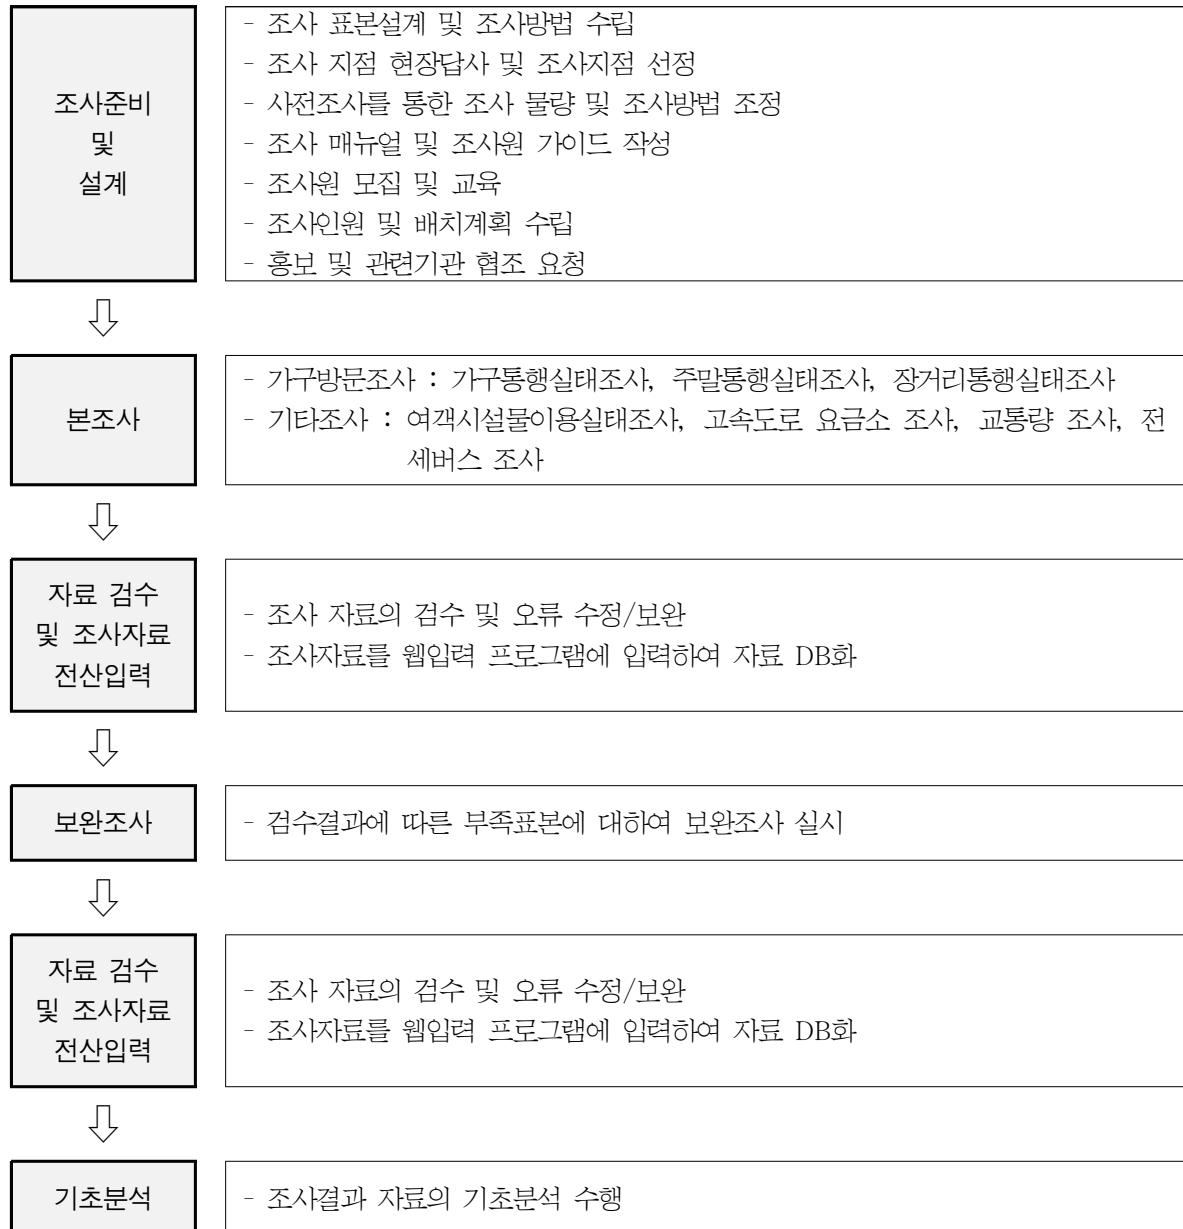 조사준비
및
설계
- 조사 표본설계 및 조사방법 수립
- 조사 지점 현장답사 및 조사지점 선정
- 사전조사를 통한 조사 물량 및 조사방법 조정
- 조사 매뉴얼 및 조사원 가이드 작성
- 조사원 모집 및 교육
- 조사인원 및 배치계획 수립
- 홍보 및 관련기관 협조 요청
본조사
- 가구방문조사 : 가구통행실태조사, 주말통행실태조사, 장거리통행실태조사
- 기타조사 : 여객시설물이용실태조사, 고속도로 요금소 조사, 교통량 조사, 전
세버스 조사
자료 검수
및 조사자료
전산입력
- 조사 자료의 검수 및 오류 수정/보완
- 조사자료를 웹입력 프로그램에 입력하여 자료 DB화
보완조사
- 검수결과에 따른 부족표본에 대하여 보완조사 실시
자료 검수
및 조사자료
전산입력
- 조사 자료의 검수 및 오류 수정/보완
- 조사자료를 웹입력 프로그램에 입력하여 자료 DB화
기초분석
- 조사결과 자료의 기초분석 수행